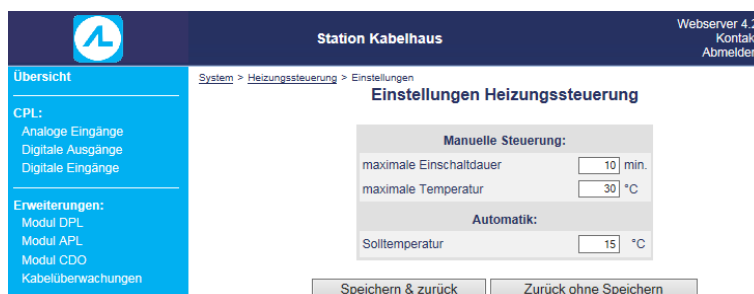 Station Kabelhaus
Webserver 4.2
Kontak
Abmelden
Übersicht
CPL:
Analoge Eingänge
Digitale Ausgänge
Digitale Eingänge
Erweiterungen:
Modul DPL
Modul APL
Modul CDO
Kabelüberwachungen
System > Heizungssteuerung > Einstellungen
Einstellungen Heizungssteuerung
Manuelle Steuerung:
maximale Einschaltdauer 10 min.
maximale Temperatur 30 °C
Automatik:
Solltemperatur 15 °C
Speichern & zurück Zurück ohne Speichern